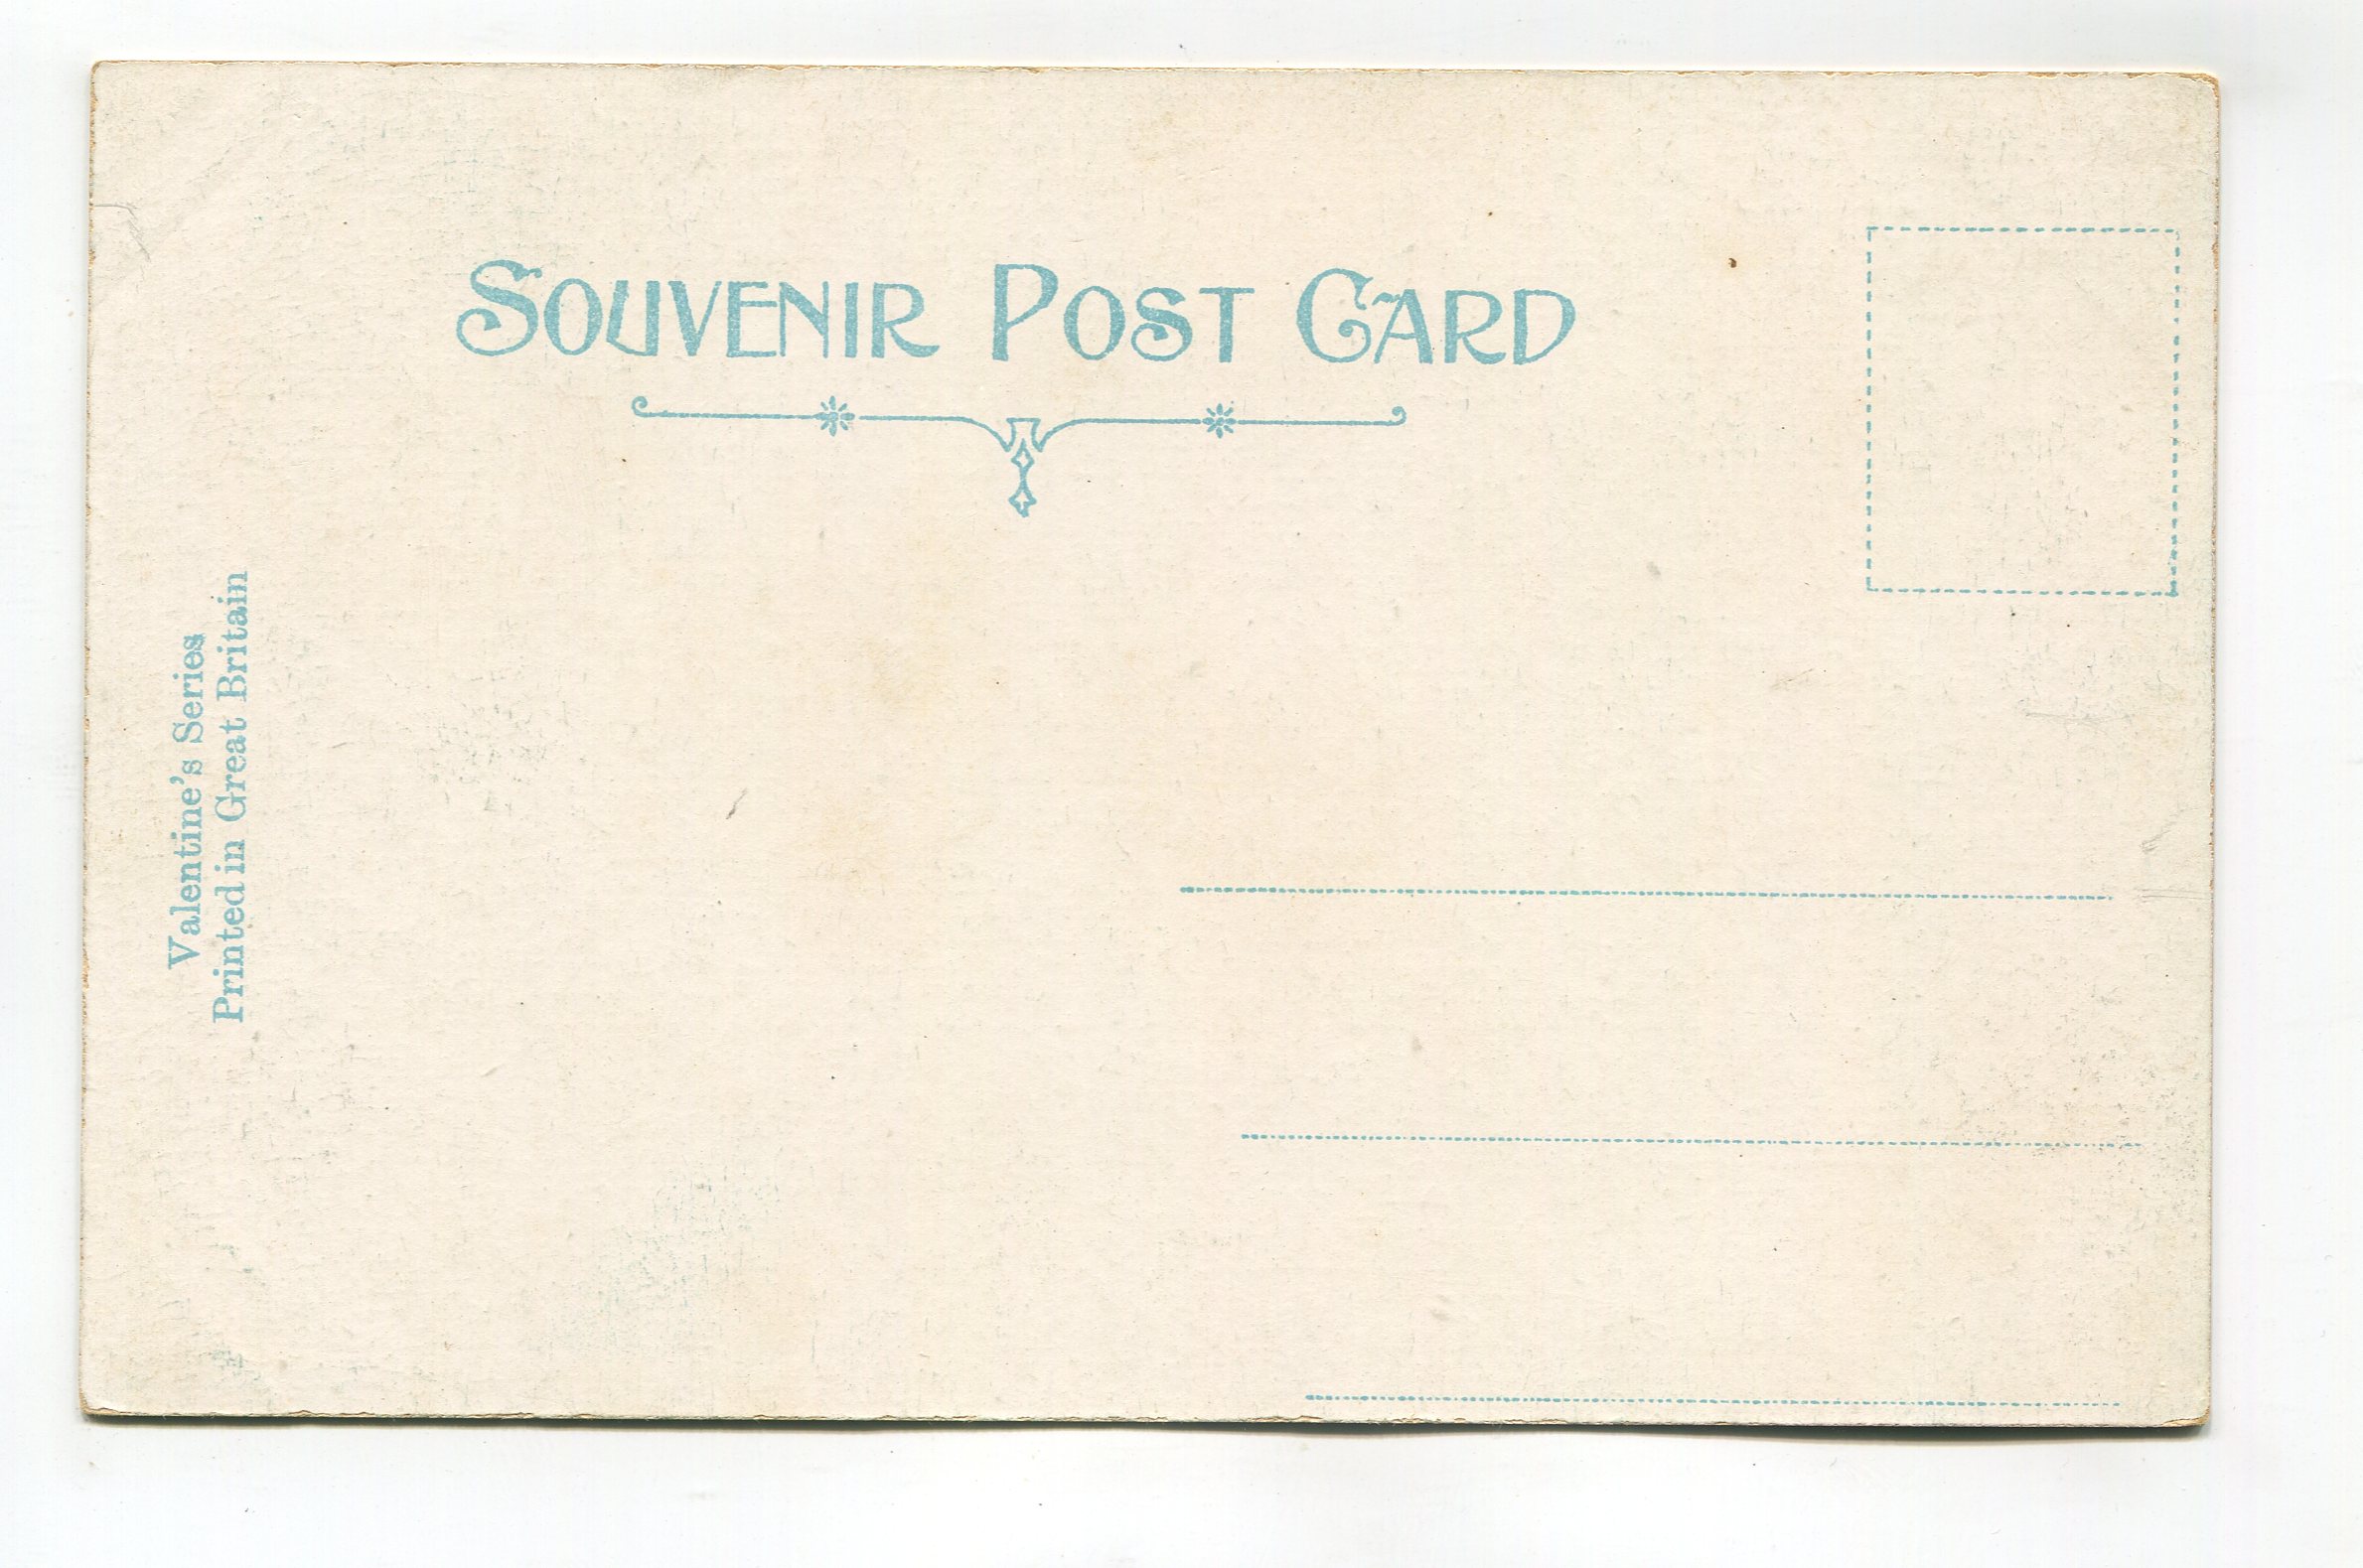 SOUVENIR POST CARD
Valentine's Series
Printed in Great Britain